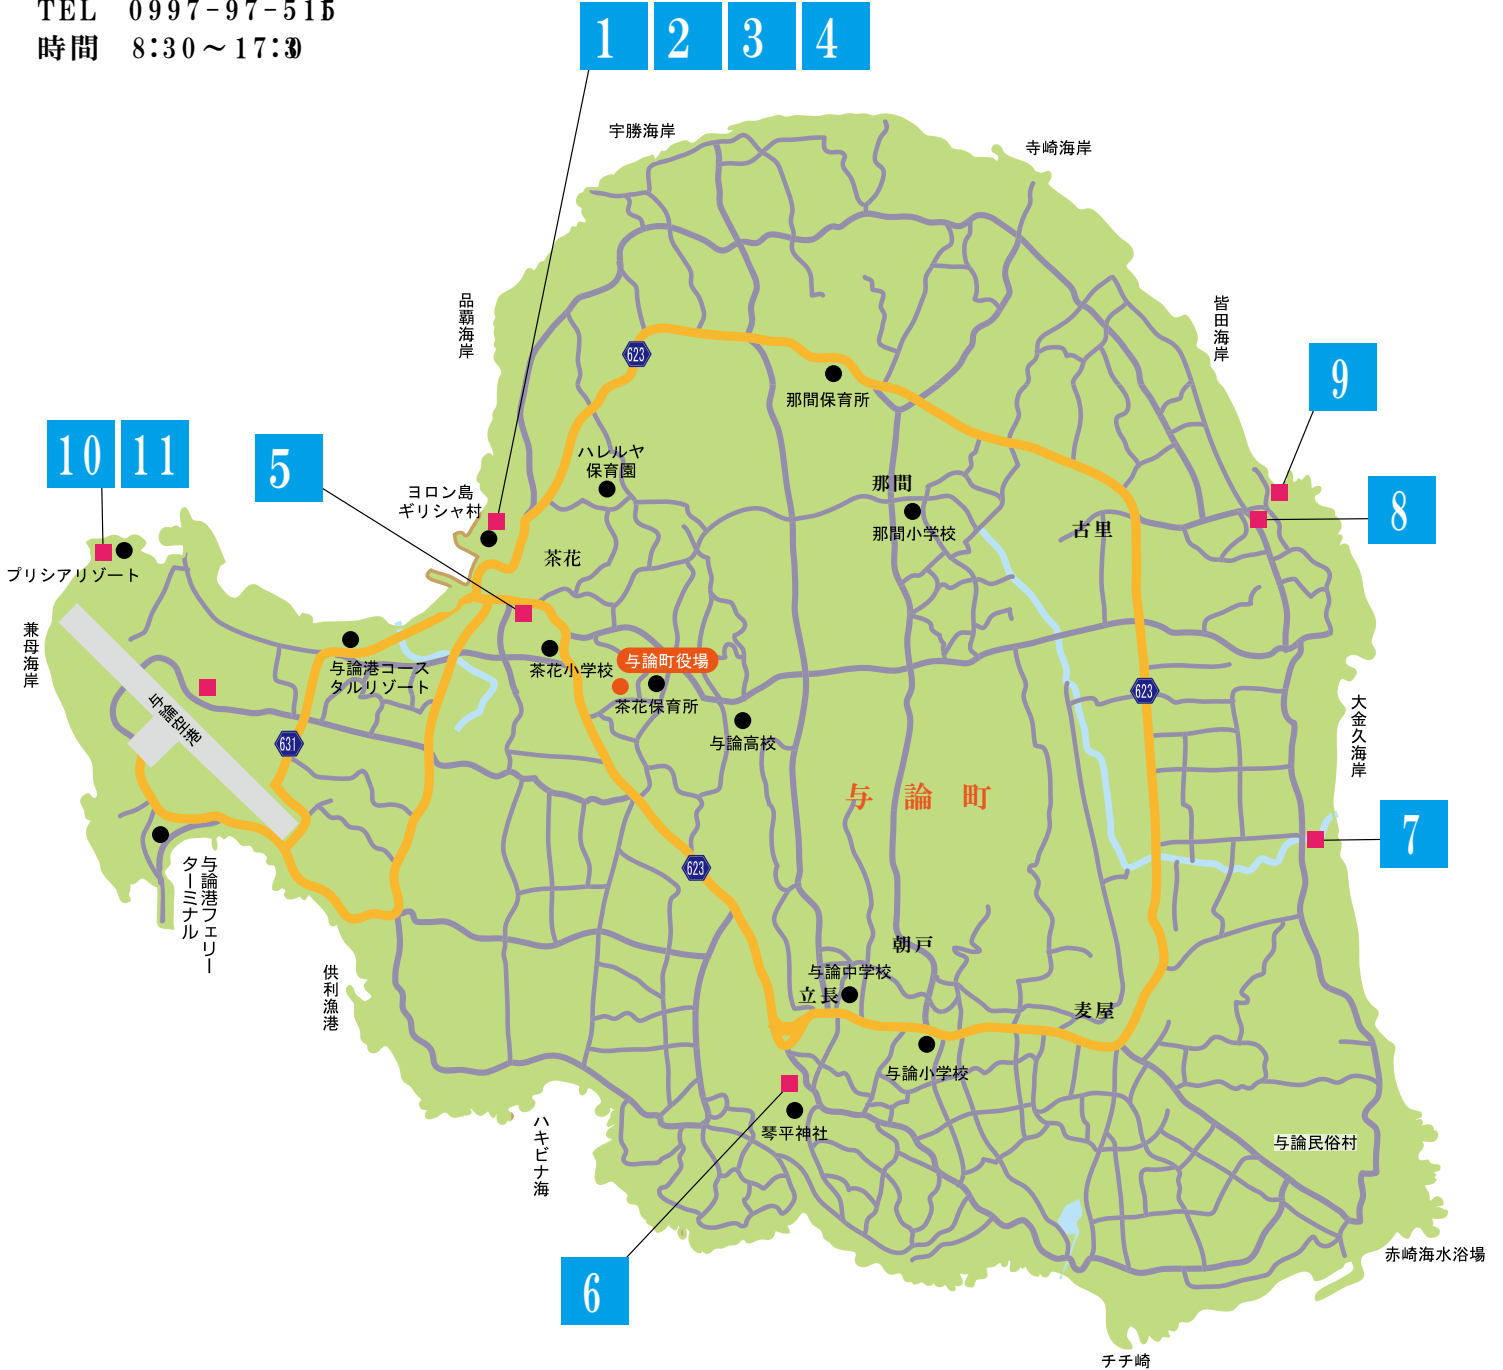 TEL 0997-97-5115
時間 8:30～17:30
1 2 3 4
宇勝海岸
寺崎海岸
品覇海岸
皆田海岸
623
9
那間保育所
ハレルヤ
保育園
10 11
5
8
ヨロン島
ギリシャ村
那間
那間小学校
古里
茶花
プリシアリゾート
兼母海岸
与論港コース
タルリゾート
茶花小学校
与論町役場
茶花保育所
623
与論空港
631
与論高校
大金久海岸
与論町
7
623
与論港フェリー
ターミナル
朝戸
与論中学校
立長
供利漁港
麦屋
与論小学校
琴平神社
ハキビナ海
与論民俗村
6
赤崎海水浴場
チチ崎